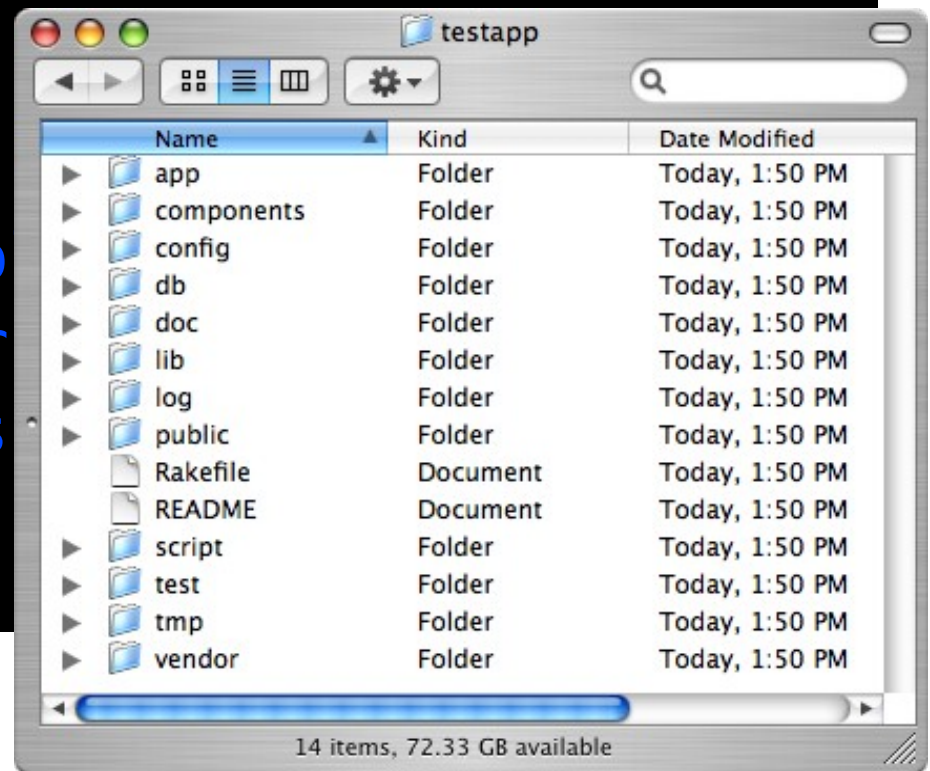 testapp
Name Kind Date Modified
app Folder Today, 1:50 PM
components Folder Today, 1:50 PM
config Folder Today, 1:50 PM
db Folder Today, 1:50 PM
doc Folder Today, 1:50 PM
lib Folder Today, 1:50 PM
log Folder Today, 1:50 PM
public Folder Today, 1:50 PM
Rakefile Document Today, 1:50 PM
README Document Today, 1:50 PM
script Folder Today, 1:50 PM
test Folder Today, 1:50 PM
tmp Folder Today, 1:50 PM
vendor Folder Today, 1:50 PM
14 items, 72.33 GB available